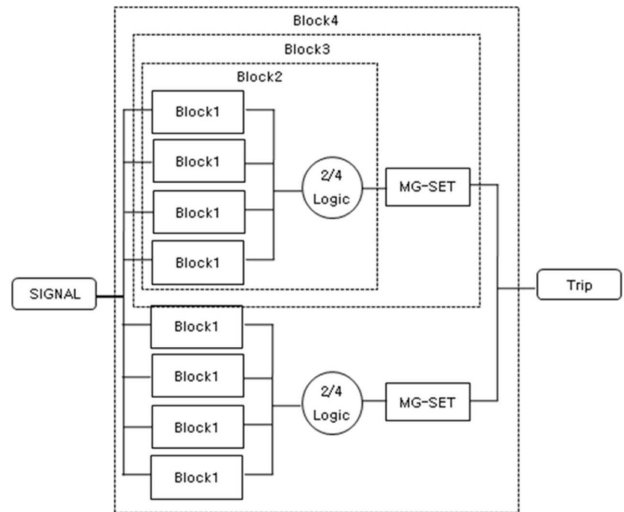 Block4
Block3
Block2
Block1
Block1
2/4
Logic
MG-SET
Block1
Block1
SIGNAL
Trip
Block1
Block1
2/4
Logic
MG-SET
Block1
Block1